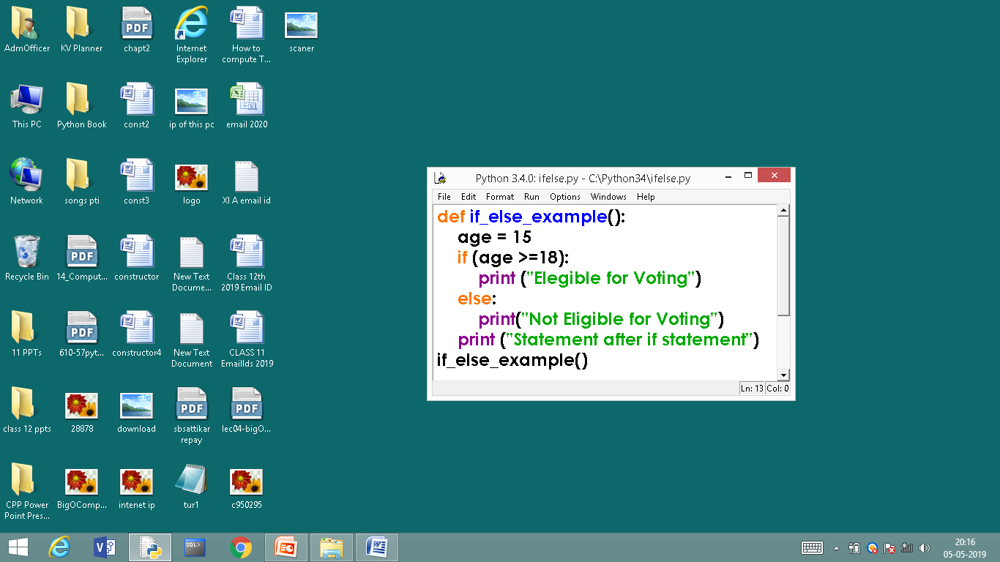 AdmOfficer
KV Planner
chapt2
Internet
Explorer
How to
compute T...
scaner
This PC
Python Book
const2
ip of this pc
email 2020
Network
songs pti
const3
logo
XI A email id
Recycle Bin
14_Comput...
constructor
New Text
Docume...
Class 12th
2019 Email ID
11 PPTs
610-57pyt...
constructor4
New Text
Document
CLASS 11
EmailIds 2019
class 12 ppts
28878
download
sbsattikar
repay
lec04-bigO...
CPP Power
Point Pres...
BigOComp...
intenet ip
tur1
c950295
PDF
PDF
PDF
PDF
PDF
Python 3.4.0: ifelse.py - C:\Python34\ifelse.py
File Edit Format Run Options Windows Help
def if_else_example():
age = 15
if (age >=18):
print ("Elegible for Voting")
else:
print("Not Eligible for Voting")
print ("Statement after if statement")
if_else_example()
Ln: 13 Col: 0
SQL>
20:16
05-05-2019